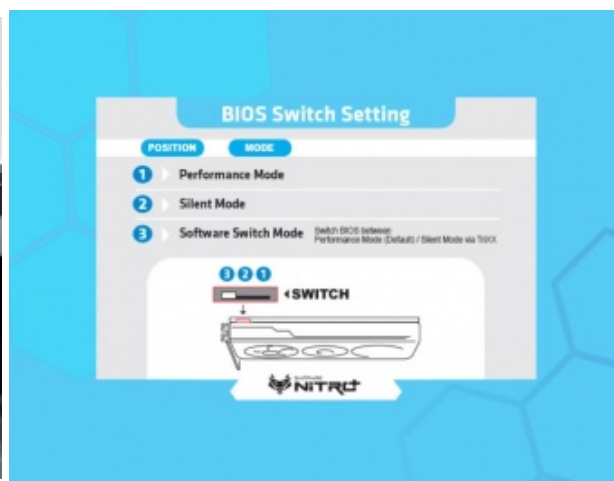 BIOS Switch Setting
POSITION MODE
1 Performance Mode
2 Silent Mode
3 Software Switch Mode Switch BIOS between
Performance Mode (Default) / Silent Mode via TriXX
3 2 1
SWITCH
SAPPHIRE
NITRO+